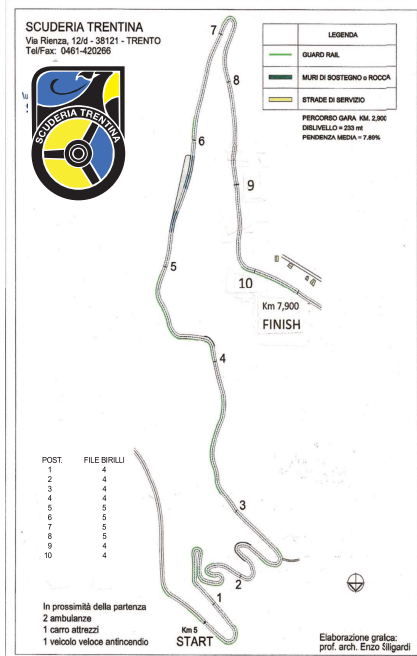 SCUDERIA TRENTINA
Via Rienza, 12/d - 38121 - TRENTO
Tel/Fax: 0461-420266
SCUDERIA TRENTINA
LEGENDA
GUARD RAIL
MURI DI SOSTEGNO o ROCCA
STRADE DI SERVIZIO
PERCORSO GARA KM. 2,900
DISLIVELLO = 233 mt
PENDENZA MEDIA = 7.89%
7
8
6
9
5
10
Km 7,900
FINISH
4
3
2
1
Km 5
START
POST. FILE BIRILLI
1 4
2 4
3 4
4 4
5 5
6 5
7 5
8 5
9 4
10 4
In prossimità della partenza
2 ambulanze
1 carro attrezzi
1 veicolo veloce antincendio
Elaborazione grafica:
prof. arch. Enzo Siligardi